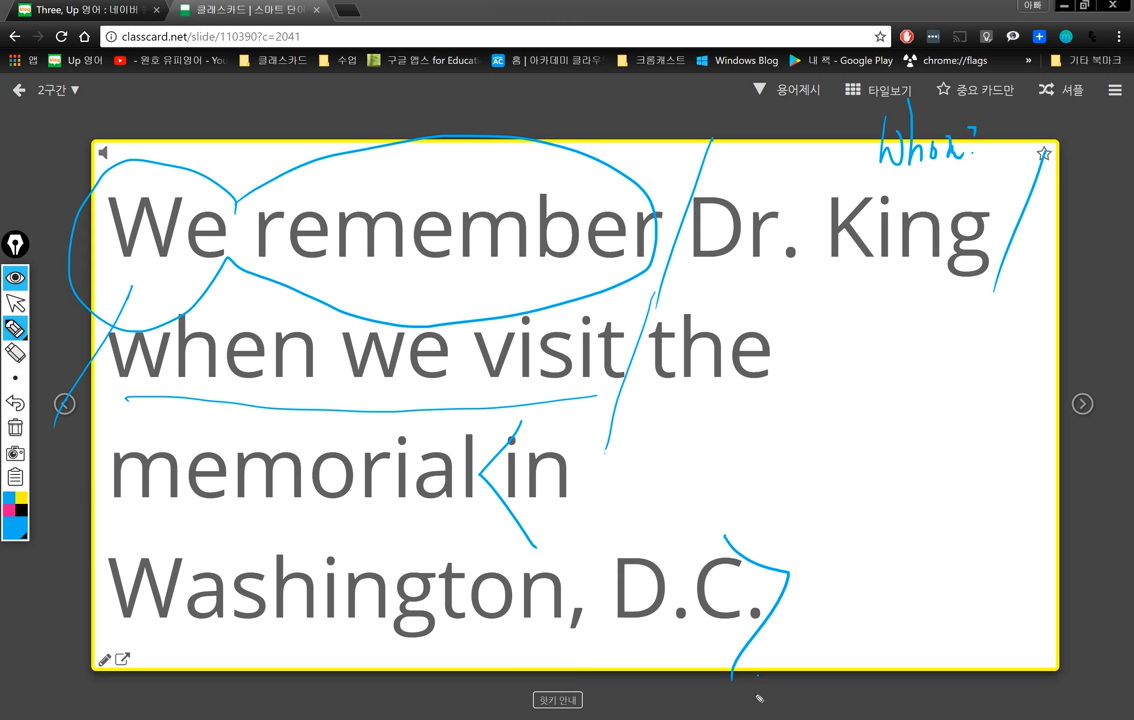 Three, Up 영어 : 네이버
클래스카드 | 스마트 단어
아빠
classcard.net/slide/110390?c=2041
앱
Up 영어
- 원호 유피영어 - You
클래스카드
수업
구글 앱스 for Educati
홈 | 아카데미 클라우
크롬캐스트
Windows Blog
내 책 - Google Play
chrome://flags
»
기타 북마크
2구간 ▼
용어제시
타일보기
중요 카드만
셔플
We remember Dr. King
when we visit the
memorial in
Washington, D.C.
핫키 안내